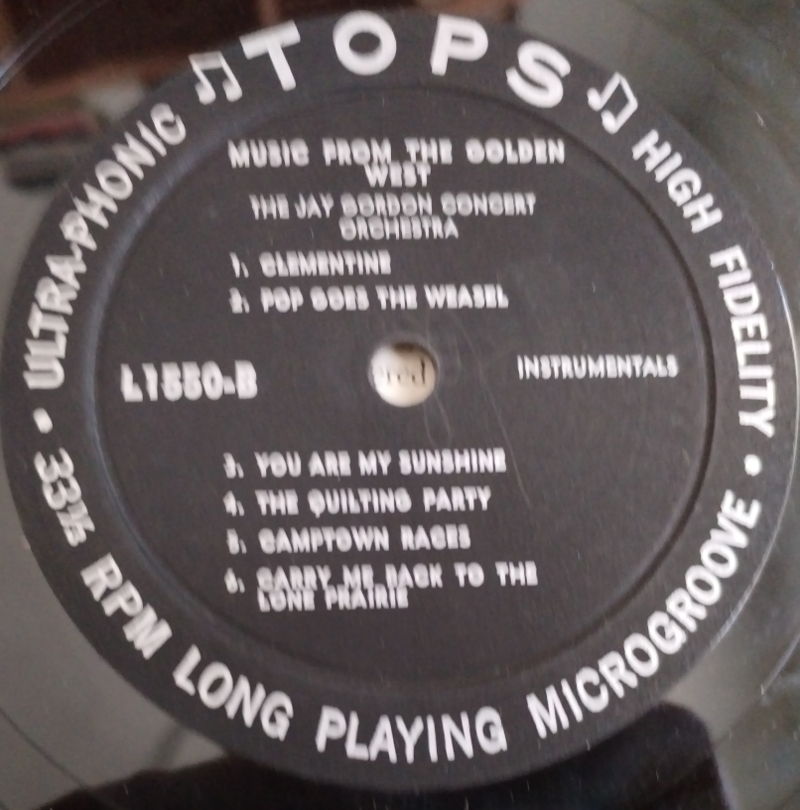 ♫ TOPS ♫
ULTRA-PHONIC
HIGH FIDELITY
MUSIC FROM THE GOLDEN
WEST
THE JAY GORDON CONCERT
ORCHESTRA
1. CLEMENTINE
2. POP GOES THE WEASEL
L1550-B
INSTRUMENTALS
3. YOU ARE MY SUNSHINE
4. THE QUILTING PARTY
5. CAMPTOWN RACES
6. CARRY ME BACK TO THE
LONE PRAIRIE
• 33⅓ RPM LONG PLAYING MICROGROOVE •